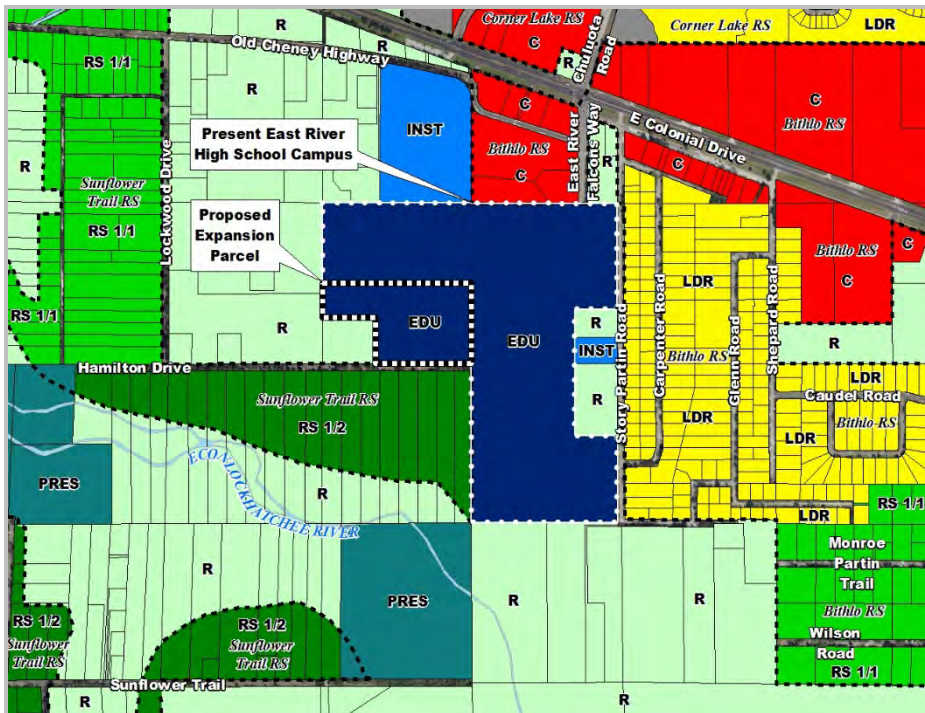 Corner Lake RS
C
R
Chuluota
Road
Corner Lake RS
LDR
RS 1/1
R
Old Cheney Highway
R
R
INST
C
C
Bithlo RS
E Colonial Drive
C
Bithlo RS
Present East River
High School Campus
Bithlo RS
C
East River
Falcons Way
R
C
R
Sunflower
Trail RS
RS 1/1
Lockwood Drive
Proposed
Expansion
Parcel
Bithlo RS
C
C
LDR
RS 1/1
R
EDU
EDU
R
INST
R
Story Partin Road
Carpenter Road
Bithlo RS
Glenn Road
Shepard Road
R
Hamilton Drive
Sunflower Trail RS
RS 1/2
LDR
Caudel Road
LDR
LDR
Bithlo RS
ECONLOCKHATCHEE RIVER
PRES
R
LDR
RS 1/1
Monroe
Partin
Trail
R
PRES
R
R
Bithlo RS
RS 1/2
Sunflower
Trail RS
RS 1/2
Sunflower
Trail RS
Wilson
Road
RS 1/1
Sunflower Trail
R
R